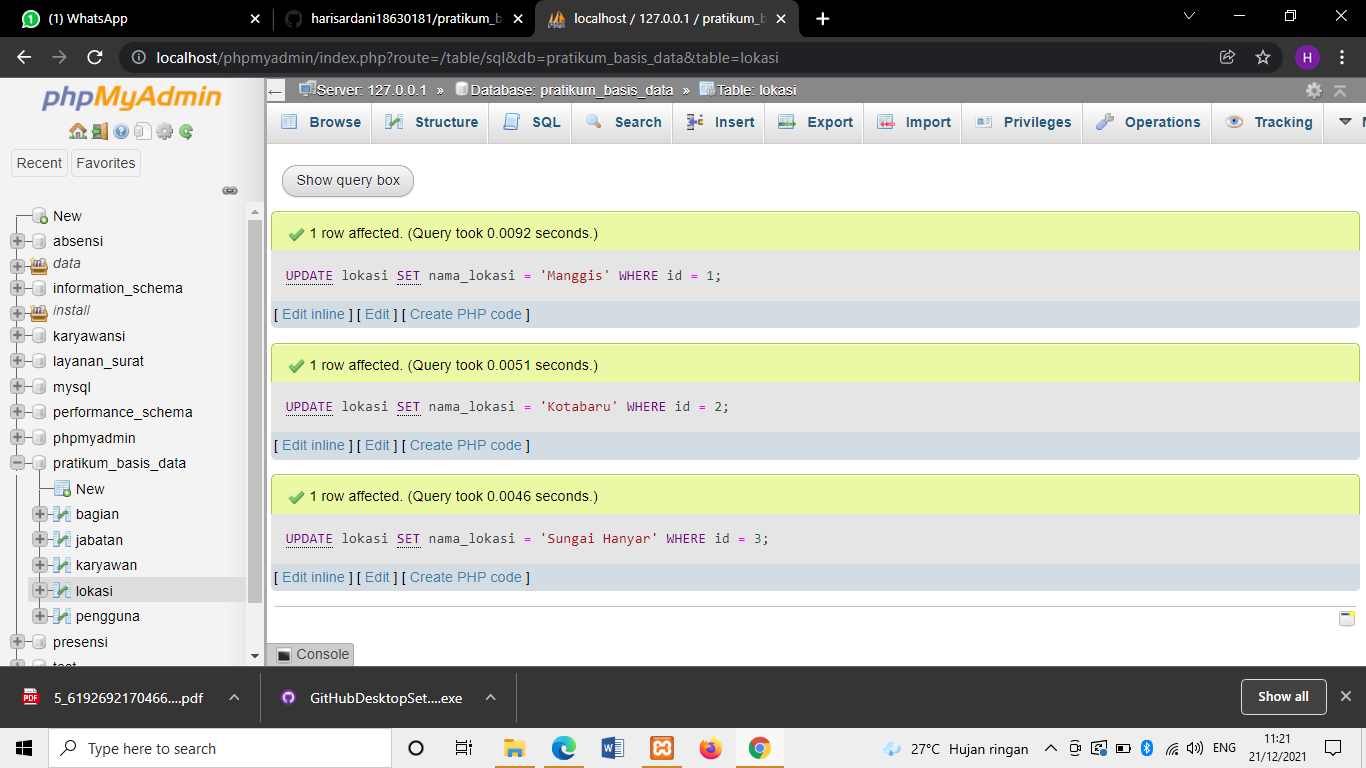 (1) WhatsApp
harisardani18630181/pratikum_b
localhost / 127.0.0.1 / pratikum_b
localhost/phpmyadmin/index.php?route=/table/sql&db=pratikum_basis_data&table=lokasi
H
phpMyAdmin
Recent
Favorites
New
absensi
data
information_schema
install
karyawansi
layanan_surat
mysql
performance_schema
phpmyadmin
pratikum_basis_data
New
bagian
jabatan
karyawan
lokasi
pengguna
presensi
test
Server: 127.0.0.1 » Database: pratikum_basis_data » Table: lokasi
Browse Structure SQL Search Insert Export Import Privileges Operations Tracking
Show query box
1 row affected. (Query took 0.0092 seconds.)
UPDATE lokasi SET nama_lokasi = 'Manggis' WHERE id = 1;
[ Edit inline ] [ Edit ] [ Create PHP code ]
1 row affected. (Query took 0.0051 seconds.)
UPDATE lokasi SET nama_lokasi = 'Kotabaru' WHERE id = 2;
[ Edit inline ] [ Edit ] [ Create PHP code ]
1 row affected. (Query took 0.0046 seconds.)
UPDATE lokasi SET nama_lokasi = 'Sungai Hanyar' WHERE id = 3;
[ Edit inline ] [ Edit ] [ Create PHP code ]
Console
PDF
5_6192692170466....pdf
GitHubDesktopSet....exe
Show all
Type here to search
27°C Hujan ringan
ENG
11:21
21/12/2021